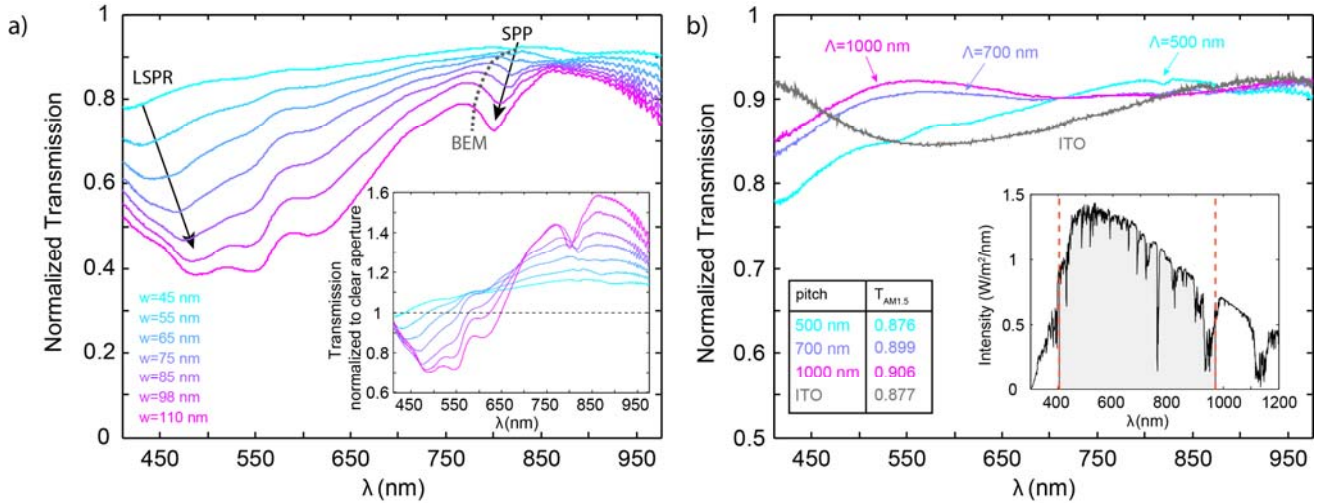 a)
Normalized Transmission
1
0.8
0.6
0.4
0.2
0
450 550 650 750 850 950
λ (nm)
LSPR
SPP
BEM
w=45 nm
w=55 nm
w=65 nm
w=75 nm
w=85 nm
w=98 nm
w=110 nm
Transmission
normalized to clear aperture
1.6
1.4
1.2
1
0.8
0.6
450 550 650 750 850 950
λ(nm)
b)
Normalized Transmission
1
0.9
0.8
0.7
0.6
0.5
450 550 650 750 850 950
λ (nm)
Λ=1000 nm
Λ=700 nm
Λ=500 nm
ITO
pitch T_AM1.5
500 nm 0.876
700 nm 0.899
1000 nm 0.906
ITO 0.877
Intensity (W/m²/nm)
1.5
1
0.5
0
400 600 800 1000 1200
λ(nm)